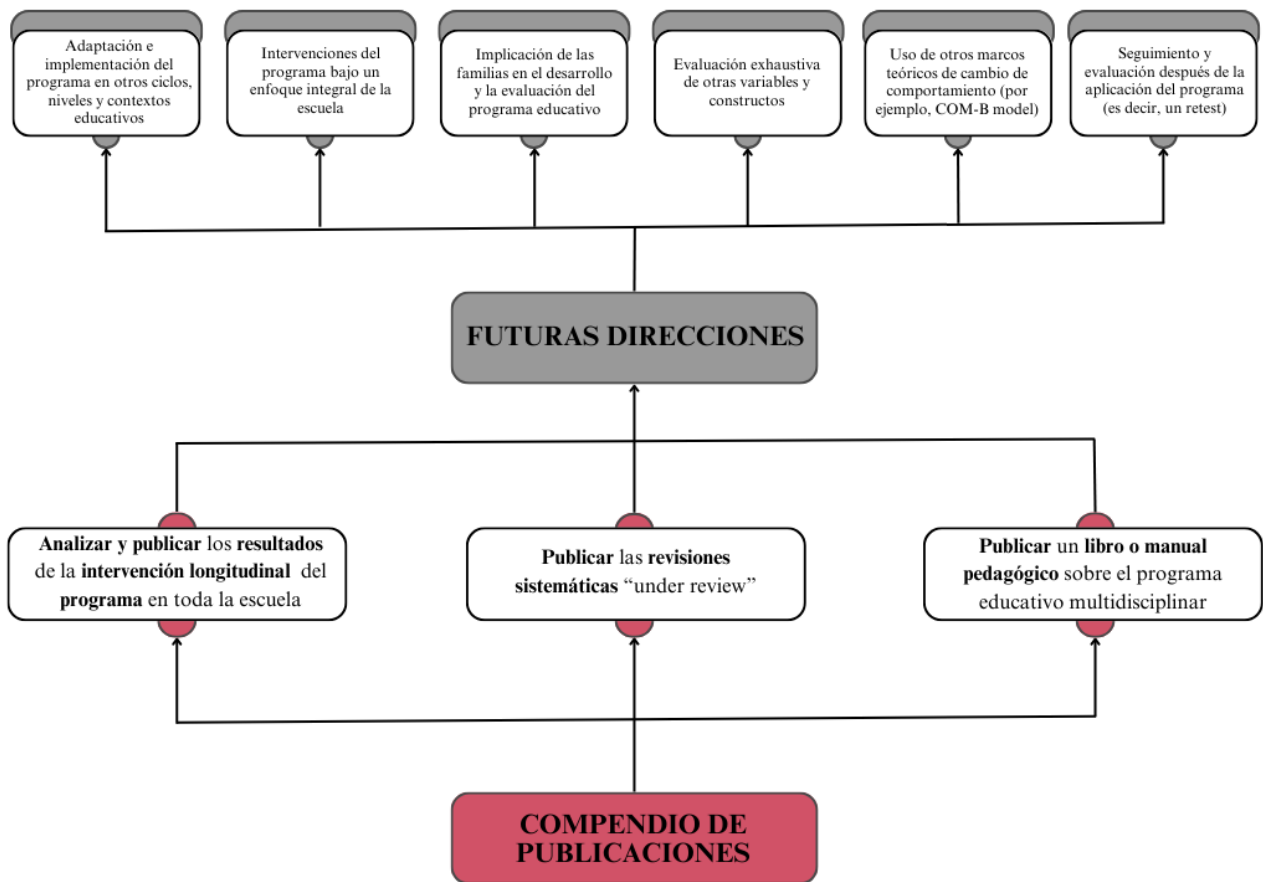 Adaptación e
implementación del
programa en otros ciclos,
niveles y contextos
educativos
Intervenciones del
programa bajo un
enfoque integral de la
escuela
Implicación de las
familias en el desarrollo
y la evaluación del
programa educativo
Evaluación exhaustiva
de otras variables y
constructos
Uso de otros marcos
teóricos de cambio de
comportamiento (por
ejemplo, COM-B model)
Seguimiento y
evaluación después de la
aplicación del programa
(es decir, un retest)
FUTURAS DIRECCIONES
Analizar y publicar los resultados
de la intervención longitudinal del
programa en toda la escuela
Publicar las revisiones
sistemáticas “under review”
Publicar un libro o manual
pedagógico sobre el programa
educativo multidisciplinar
COMPENDIO DE
PUBLICACIONES